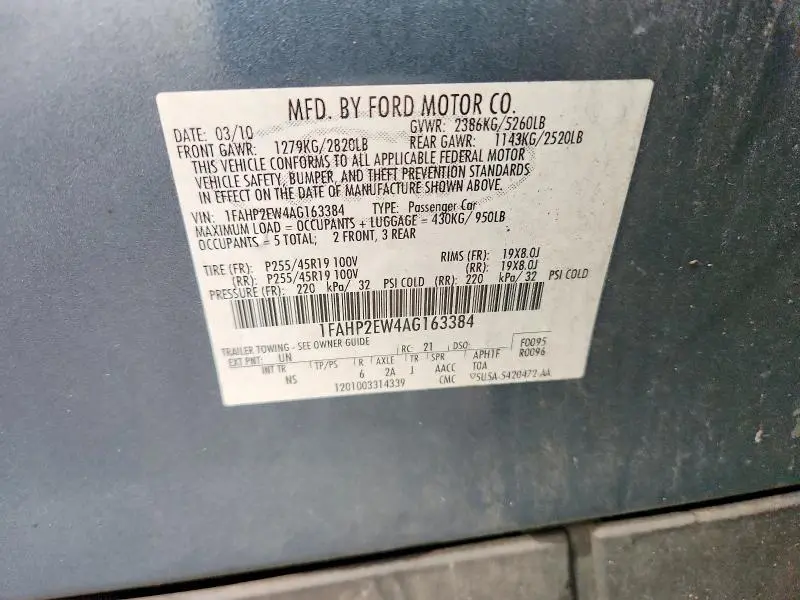 MFD. BY FORD MOTOR CO.
DATE: 03/10 GVWR: 2386KG/5260LB
FRONT GAWR: 1279KG/2820LB REAR GAWR: 1143KG/2520LB
THIS VEHICLE CONFORMS TO ALL APPLICABLE FEDERAL MOTOR
VEHICLE SAFETY, BUMPER, AND THEFT PREVENTION STANDARDS
IN EFFECT ON THE DATE OF MANUFACTURE SHOWN ABOVE.
VIN: 1FAHP2EW4AG163384 TYPE: Passenger Car
MAXIMUM LOAD = OCCUPANTS + LUGGAGE = 430KG/ 950LB
OCCUPANTS = 5 TOTAL; 2 FRONT, 3 REAR
TIRE (FR): P255/45R19 100V RIMS (FR): 19X8.0J
(RR): P255/45R19 100V (RR): 19X8.0J
PRESSURE (FR): 220 kPa/ 32 PSI COLD (RR): 220 kPa/ 32 PSI COLD
1FAHP2EW4AG163384
TRAILER TOWING - SEE OWNER GUIDE
EXT PNT: UN RC: 21 DSO: F0095
R0096
INT TR TP/PS R AXLE TR SPR APH1F
NS 6 2A J AACC TOA
1201003314339 CMC 5U5A-5420472-AA